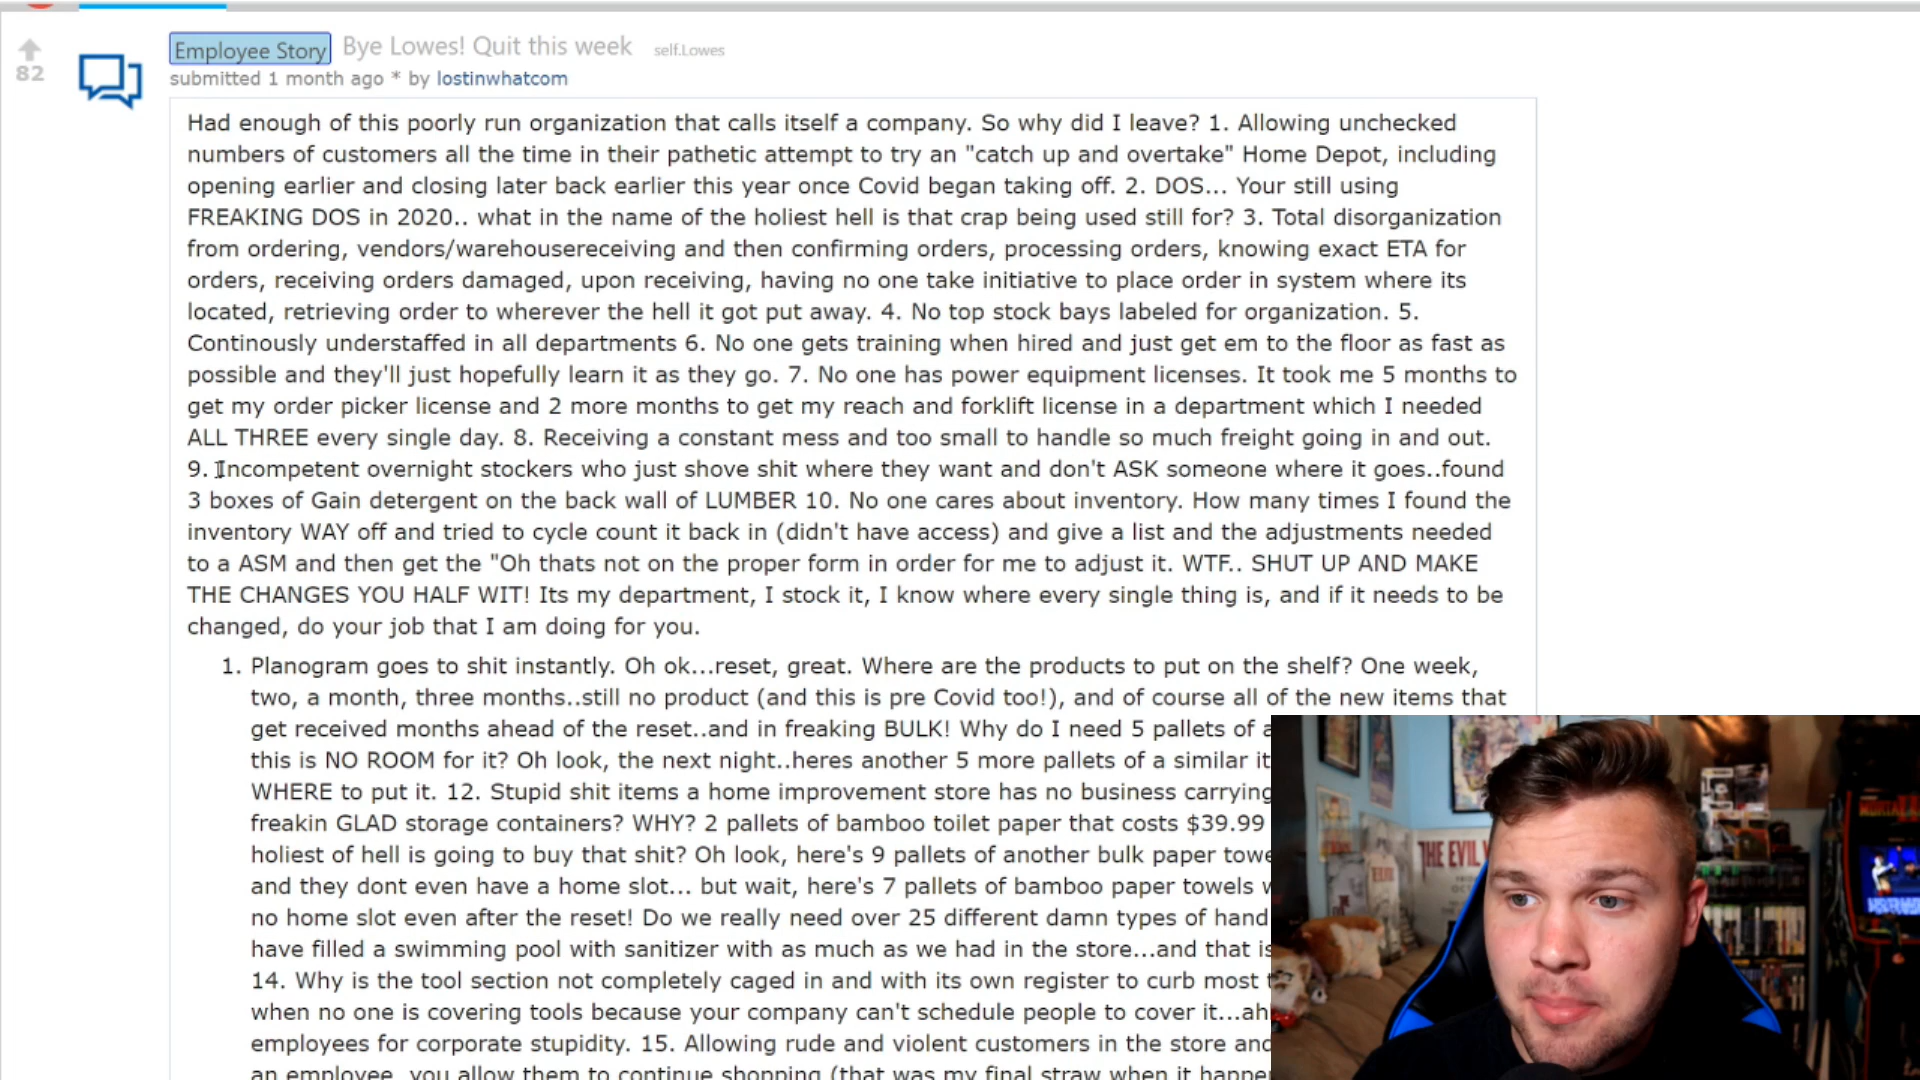 Employee Story Bye Lowes! Quit this week self.Lowes
82
submitted 1 month ago * by lostinwhatcom
Had enough of this poorly run organization that calls itself a company. So why did I leave? 1. Allowing unchecked
numbers of customers all the time in their pathetic attempt to try an "catch up and overtake" Home Depot, including
opening earlier and closing later back earlier this year once Covid began taking off. 2. DOS... Your still using
FREAKING DOS in 2020.. what in the name of the holiest hell is that crap being used still for? 3. Total disorganization
from ordering, vendors/warehousereceiving and then confirming orders, processing orders, knowing exact ETA for
orders, receiving orders damaged, upon receiving, having no one take initiative to place order in system where its
located, retrieving order to wherever the hell it got put away. 4. No top stock bays labeled for organization. 5.
Continously understaffed in all departments 6. No one gets training when hired and just get em to the floor as fast as
possible and they'll just hopefully learn it as they go. 7. No one has power equipment licenses. It took me 5 months to
get my order picker license and 2 more months to get my reach and forklift license in a department which I needed
ALL THREE every single day. 8. Receiving a constant mess and too small to handle so much freight going in and out.
9. Incompetent overnight stockers who just shove shit where they want and don't ASK someone where it goes..found
3 boxes of Gain detergent on the back wall of LUMBER 10. No one cares about inventory. How many times I found the
inventory WAY off and tried to cycle count it back in (didn't have access) and give a list and the adjustments needed
to a ASM and then get the "Oh thats not on the proper form in order for me to adjust it. WTF.. SHUT UP AND MAKE
THE CHANGES YOU HALF WIT! Its my department, I stock it, I know where every single thing is, and if it needs to be
changed, do your job that I am doing for you.
1. Planogram goes to shit instantly. Oh ok...reset, great. Where are the products to put on the shelf? One week,
two, a month, three months..still no product (and this is pre Covid too!), and of course all of the new items that
get received months ahead of the reset..and in freaking BULK! Why do I need 5 pallets of
this is NO ROOM for it? Oh look, the next night..heres another 5 more pallets of a similar
WHERE to put it. 12. Stupid shit items a home improvement store has no business carrying
freakin GLAD storage containers? WHY? 2 pallets of bamboo toilet paper that costs $39.99
holiest of hell is going to buy that shit? Oh look, here's 9 pallets of another bulk paper
and they dont even have a home slot... but wait, here's 7 pallets of bamboo paper towels
no home slot even after the reset! Do we really need over 25 different damn types of hand
have filled a swimming pool with sanitizer with as much as we had in the store...and that is
14. Why is the tool section not completely caged in and with its own register to curb most
when no one is covering tools because your company can't schedule people to cover it...
employees for corporate stupidity. 15. Allowing rude and violent customers in the store and
an employee, you allow them to continue shopping (that was my final straw when it
THE EVIL